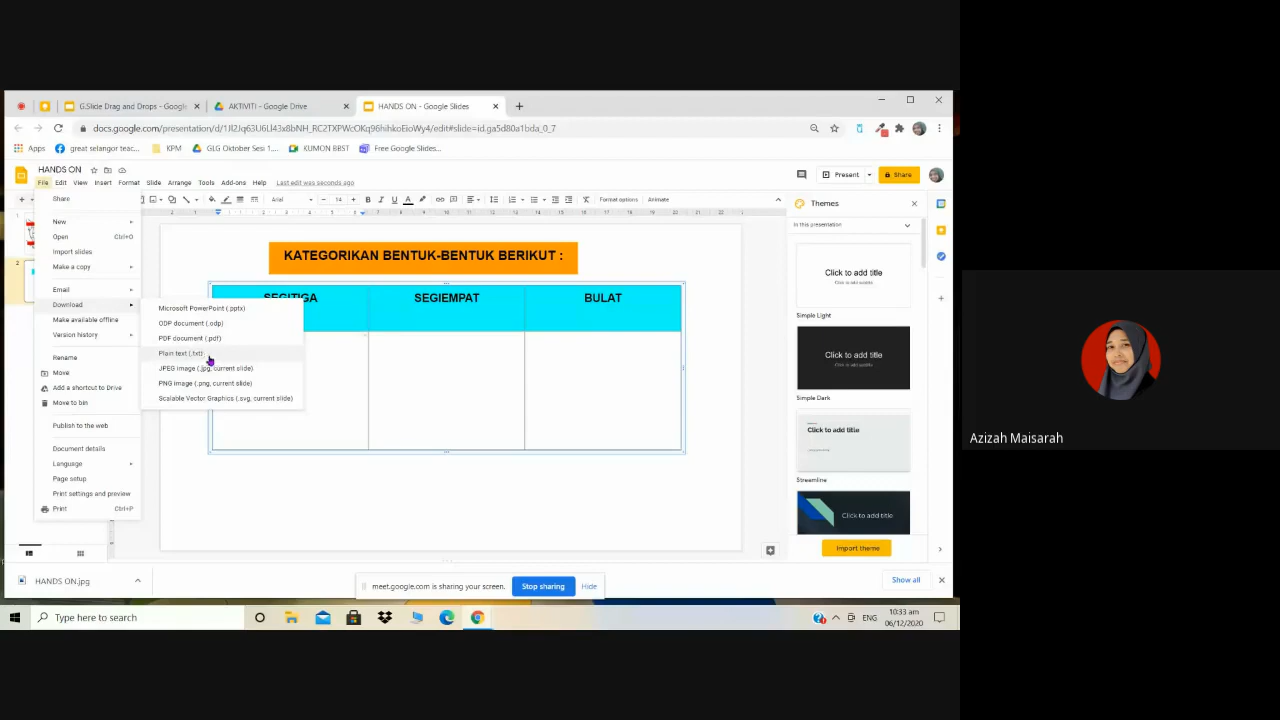 G.Slide Drag and Drops - Google
AKTIVITI - Google Drive
HANDS ON - Google Slides
docs.google.com/presentation/d/1Jl2Jq63U6Ll43x8bNH_RC2TXPWcOKq96hihkoEioWy4/edit#slide=id.ga5d80a1bda_0_7
Apps
great selangor teac...
KPM
GLG Oktober Sesi 1,...
KUMON BBST
Free Google Slides...
HANDS ON
Present
Share
File Edit View Insert Format Slide Arrange Tools Add-ons Help Last edit was seconds ago
Arial
14
Format options
Animate
Share
New
Open Ctrl+O
Import slides
Make a copy
Email
Download
Make available offline
Version history
Rename
Move
Add a shortcut to Drive
Move to bin
Publish to the web
Document details
Language
Page setup
Print settings and preview
Print Ctrl+P
Microsoft PowerPoint (.pptx)
ODP document (.odp)
PDF document (.pdf)
Plain text (.txt)
JPEG image (.jpg, current slide)
PNG image (.png, current slide)
Scalable Vector Graphics (.svg, current slide)
KATEGORIKAN BENTUK-BENTUK BERIKUT :
SEGITIGA
SEGIEMPAT
BULAT
Themes
In this presentation
Click to add title
Simple Light
Click to add title
Simple Dark
Click to add title
Streamline
Click to add title
Import theme
HANDS ON.jpg
meet.google.com is sharing your screen.
Stop sharing
Hide
Show all
Type here to search
ENG
10:33 am
06/12/2020
Azizah Maisarah